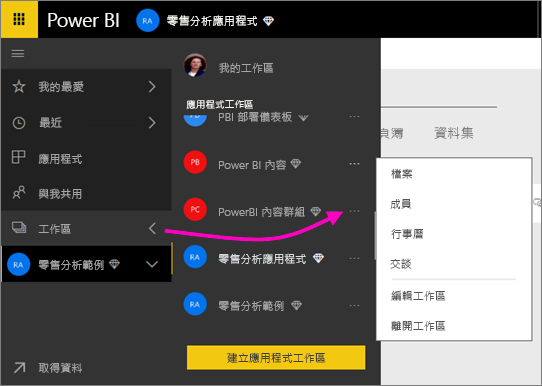 Power BI
RA 零售分析應用程式
我的最愛
最近
應用程式
與我共用
工作區
RA 零售分析範例
取得資料
我的工作區
應用程式工作區
PBI 部署儀表板
PB Power BI 內容
PC PowerBI 內容群組
RA 零售分析應用程式
RA 零售分析範例
建立應用程式工作區
資料集
檔案
成員
行事曆
交談
編輯工作區
離開工作區